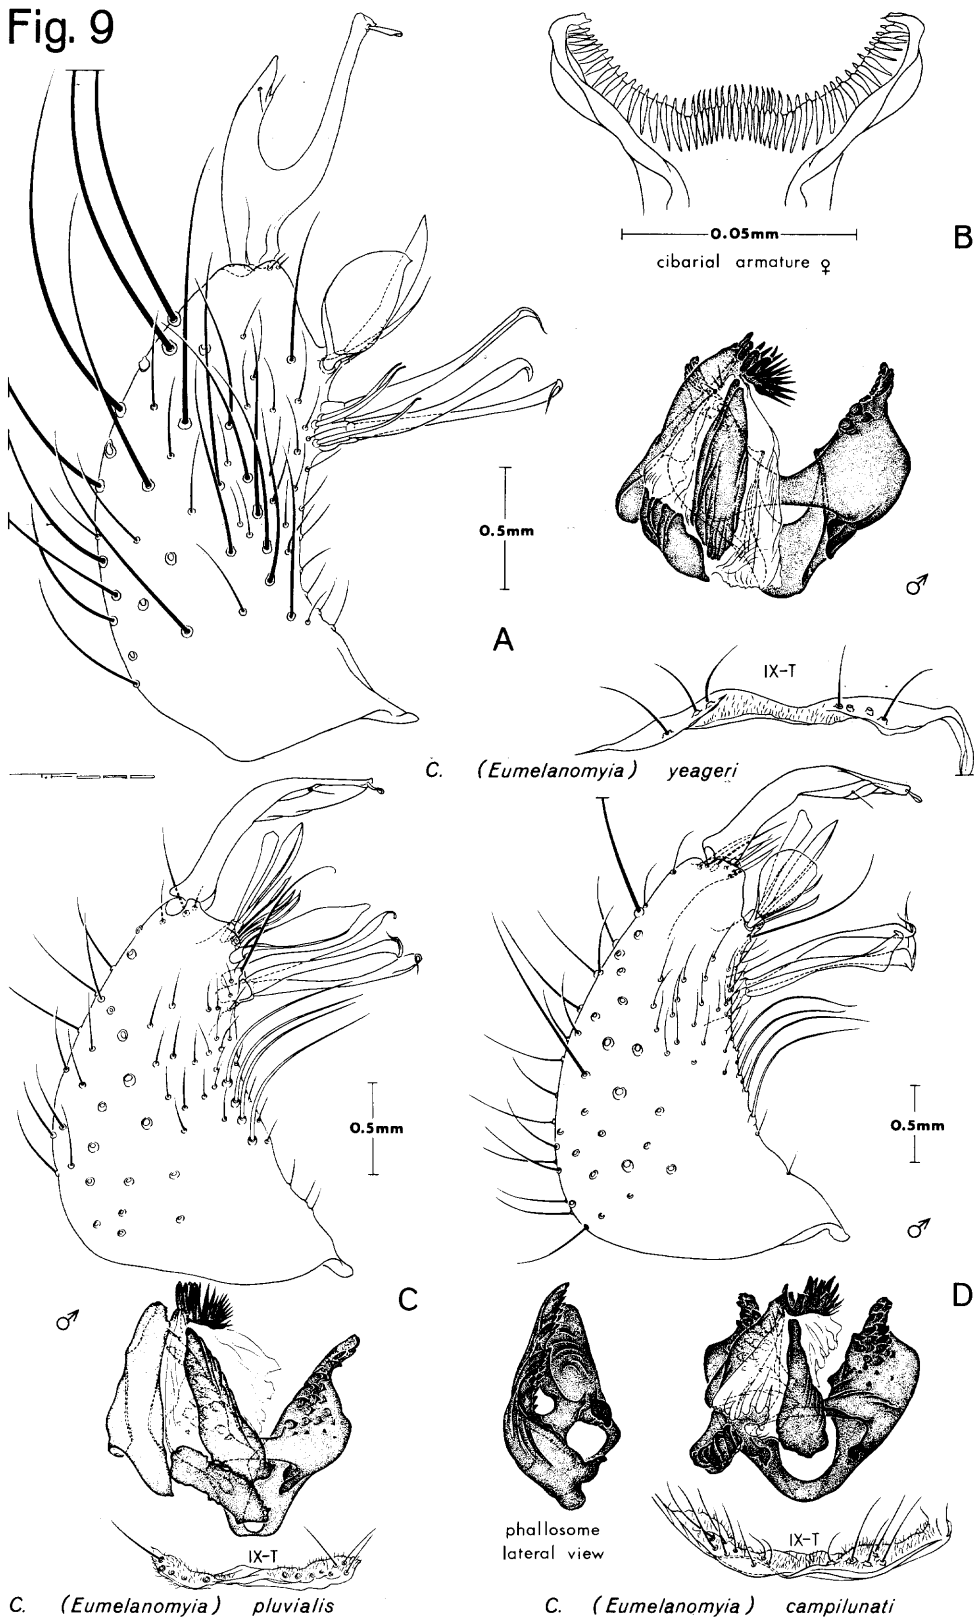 Fig. 9
0.05mm
B
cibarial armature ♀
0.5mm
♂
A
IX-T
C. (Eumelanomyia) yeageri
0.5mm
0.5mm
♂
♂
C
D
phallosome
lateral view
IX-T
IX-T
C. (Eumelanomyia) pluvialis
C. (Eumelanomyia) campilunati